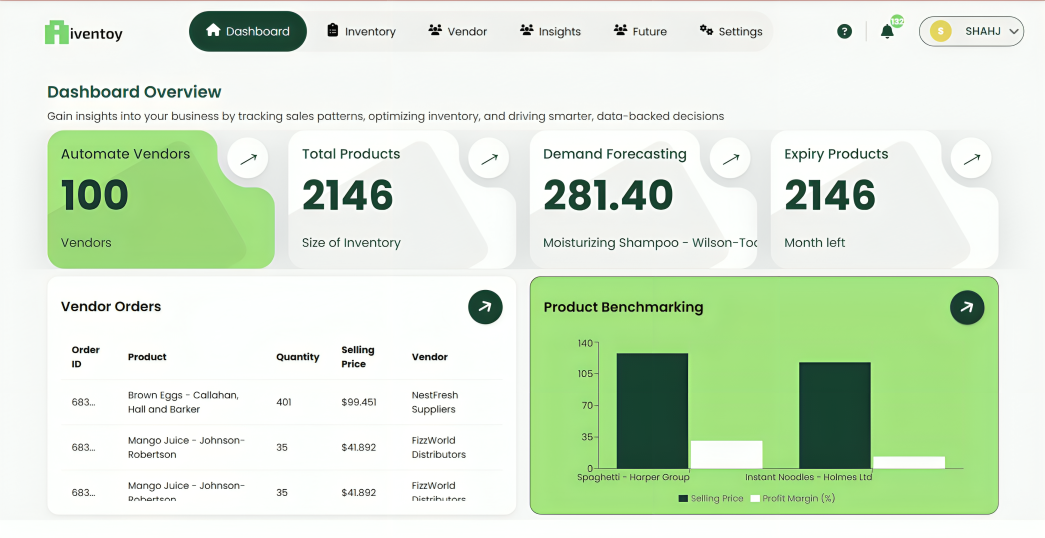 iventoy
Dashboard
Inventory
Vendor
Insights
Future
Settings
?
132
S
SHAHJ
Dashboard Overview
Gain insights into your business by tracking sales patterns, optimizing inventory, and driving smarter, data-backed decisions
Automate Vendors
100
Vendors
Total Products
2146
Size of Inventory
Demand Forecasting
281.40
Moisturizing Shampoo - Wilson-Too
Expiry Products
2146
Month left
Vendor Orders
Order ID Product Quantity Selling Price Vendor
683... Brown Eggs - Callahan, Hall and Barker 401 $99.451 NestFresh Suppliers
683... Mango Juice - Johnson-Robertson 35 $41.892 FizzWorld Distributors
683... Mango Juice - Johnson-Robertson 35 $41.892 FizzWorld Distributors
Product Benchmarking
140
105
70
35
0
Spaghetti - Harper Group
Instant Noodles - Holmes Ltd
Selling Price
Profit Margin (%)